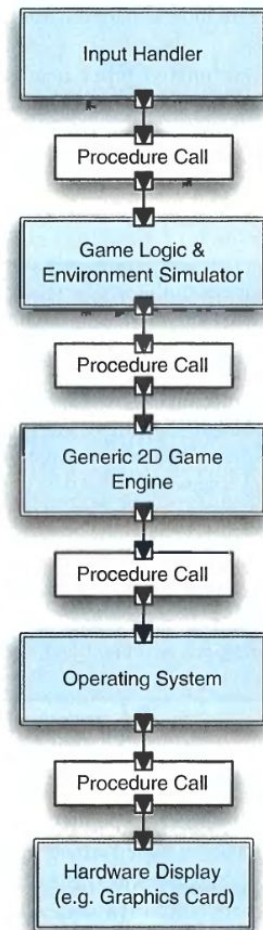 Input Handler
Procedure Call
Game Logic &
Environment Simulator
Procedure Call
Generic 2D Game
Engine
Procedure Call
Operating System
Procedure Call
Hardware Display
(e.g. Graphics Card)